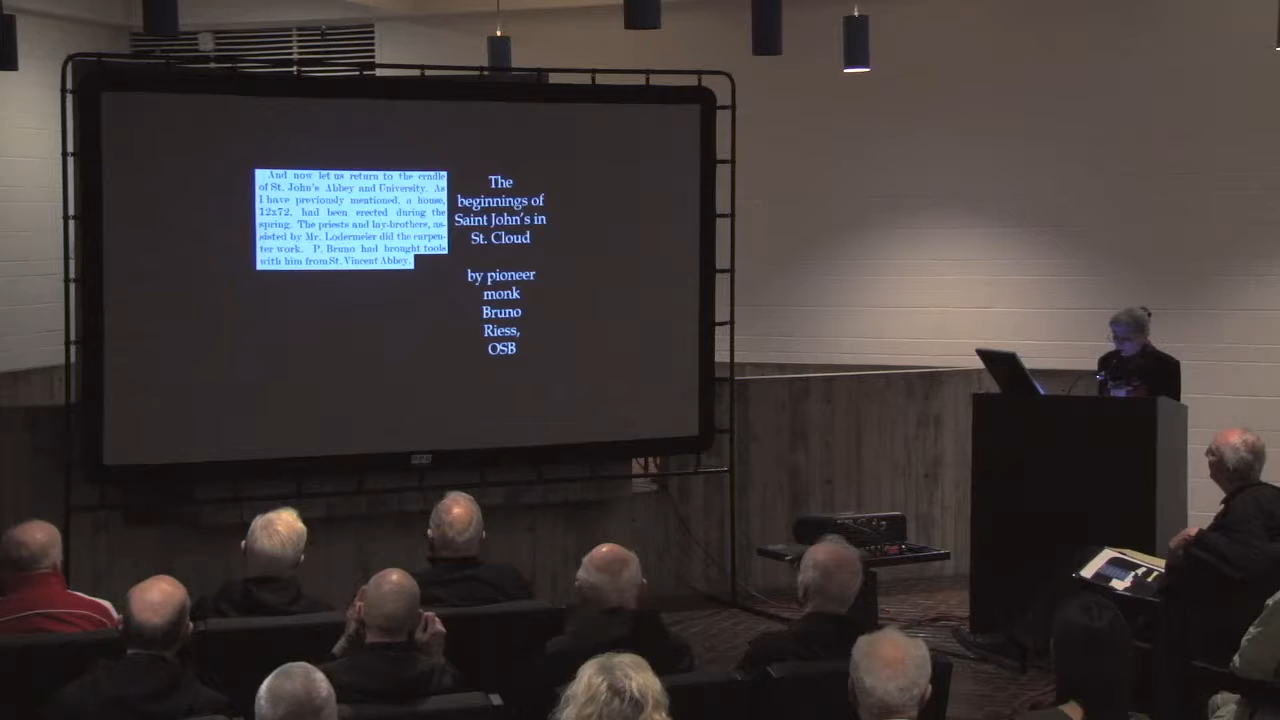 And now let us return to the cradle
of St. John's Abbey and University. As
I have previously mentioned, a house,
12x72, had been erected during the
spring. The priests and lay-brothers, as-
sisted by Mr. Lodermeier did the carpen-
ter work. P. Bruno had brought tools
with him from St. Vincent Abbey.
The
beginnings of
Saint John's in
St. Cloud
by pioneer
monk
Bruno
Riess,
OSB